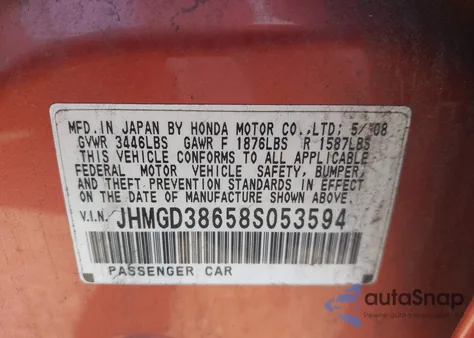 MFD.IN JAPAN BY HONDA MOTOR CO.,LTD; 5/'08
GVWR 3446LBS GAWR F 1876LBS R 1587LBS
THIS VEHICLE CONFORMS TO ALL APPLICABLE
FEDERAL MOTOR VEHICLE SAFETY, BUMPER,
AND THEFT PREVENTION STANDARDS IN EFFECT
ON THE DATE OF MANUFACTURE SHOWN ABOVE.
V.I.N. JHMGD38658S053594
PASSENGER CAR
autoSnap